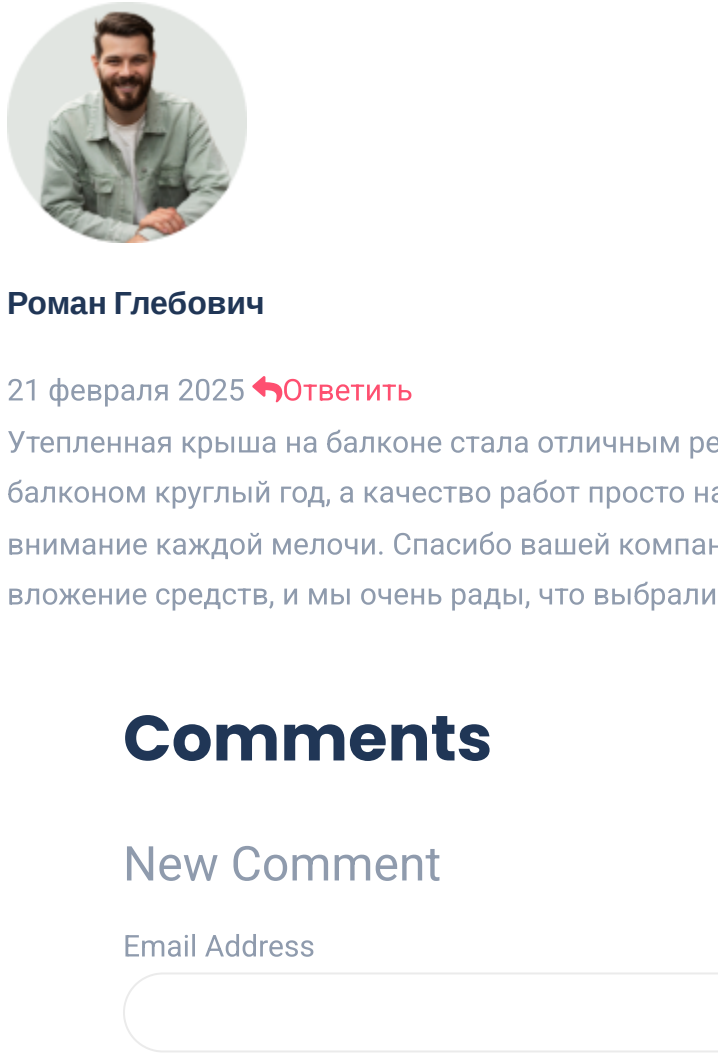 Роман Глебович
21 февраля 2025 Ответить
Утепленная крыша на балконе стала отличным
балконом круглый год, а качество работ просто
внимание каждой мелочи. Спасибо вашей
вложение средств, и мы очень рады, что выбрали
Comments
New Comment
Email Address